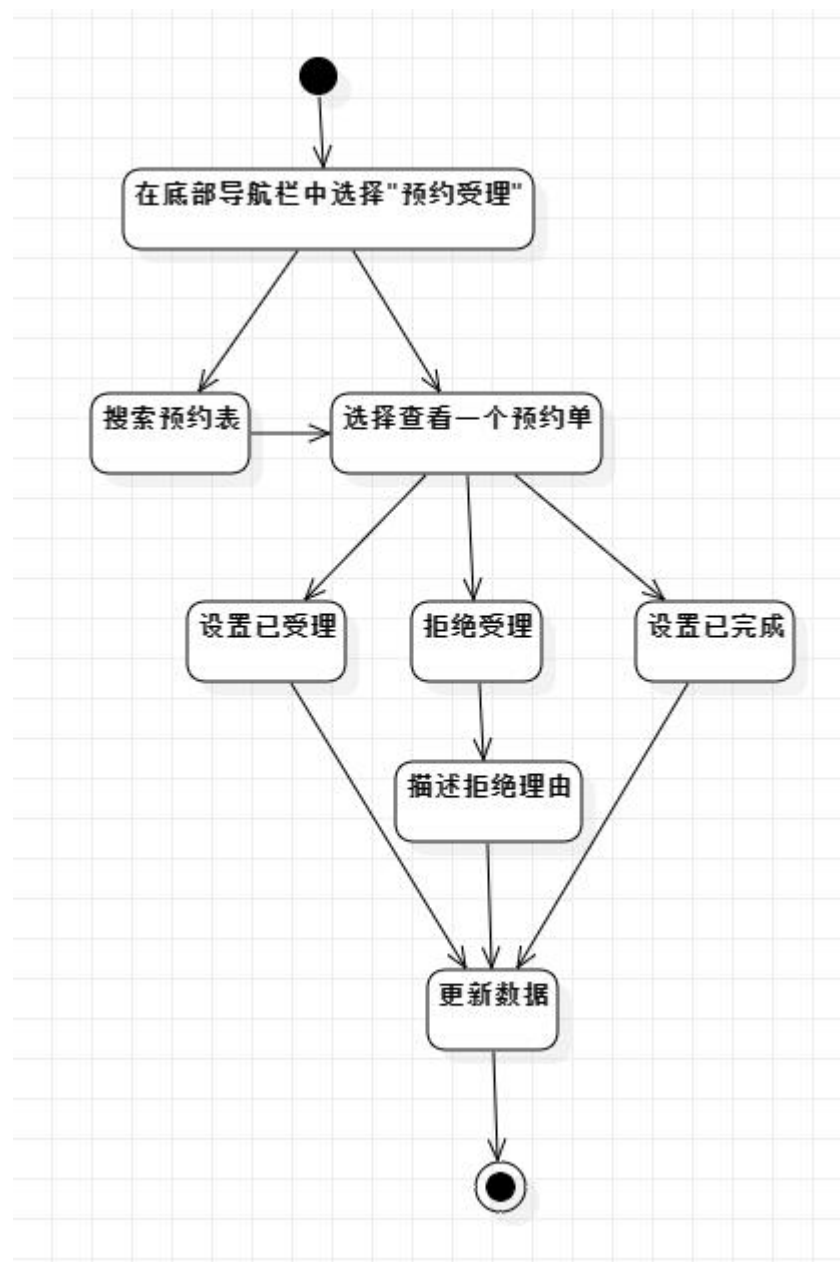 在底部导航栏中选择"预约受理"
搜索预约表
选择查看一个预约单
设置已受理
拒绝受理
设置已完成
描述拒绝理由
更新数据